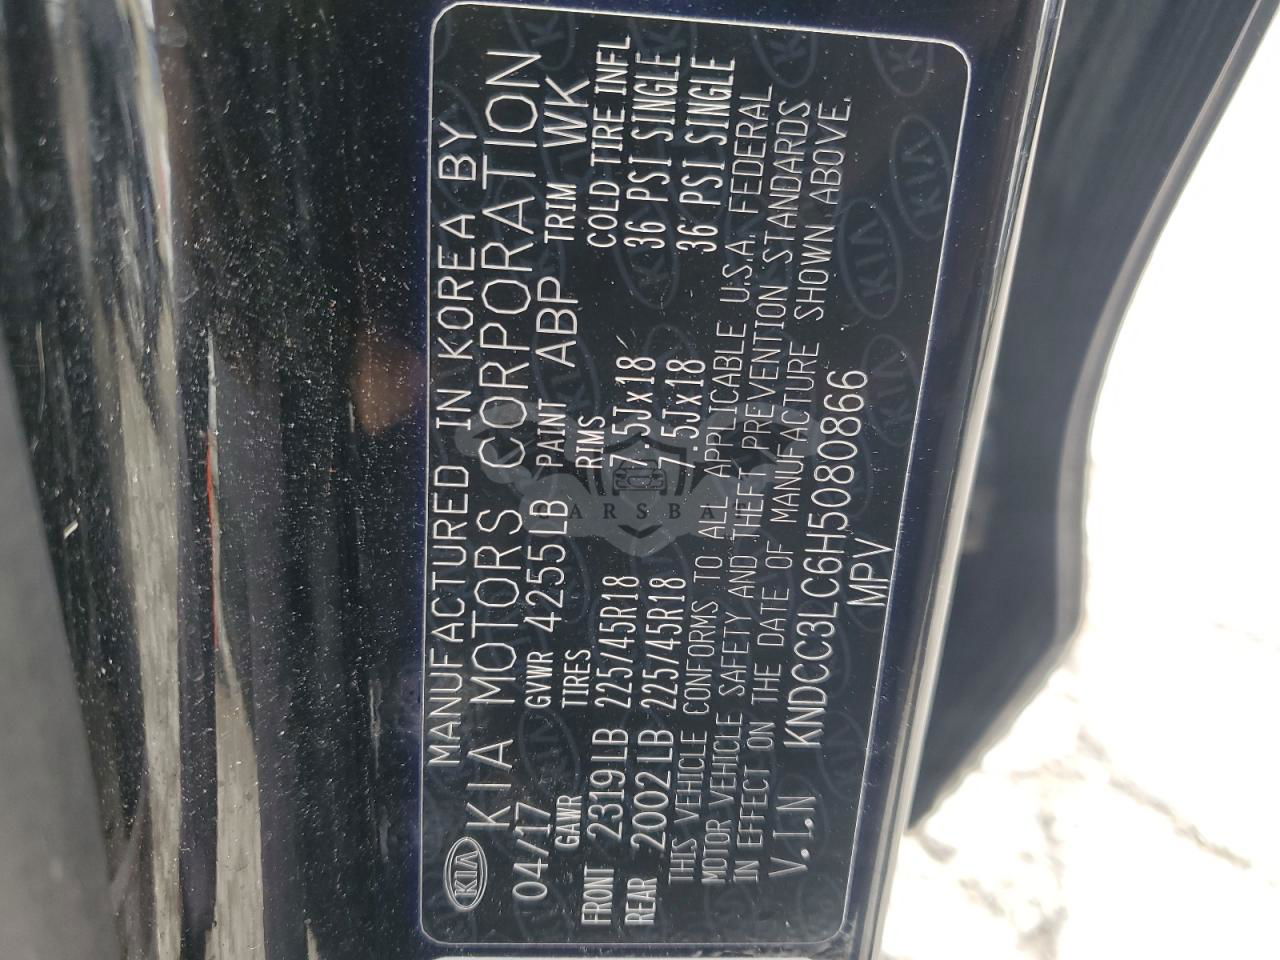 KIA
MANUFACTURED IN KOREA BY
KIA MOTORS CORPORATION
04/17 GVWR 4255LB PAINT ABP TRIM WK
GAWR TIRES RIMS COLD TIRE INFL
FRONT 2319LB 225/45R18 7.5Jx18 36 PSI SINGLE
REAR 2002LB 225/45R18 7.5Jx18 36 PSI SINGLE
THIS VEHICLE CONFORMS TO ALL APPLICABLE U.S.A. FEDERAL
MOTOR VEHICLE SAFETY AND THEFT PREVENTION STANDARDS
IN EFFECT ON THE DATE OF MANUFACTURE SHOWN ABOVE.
V.I.N KNDCC3LC6H5080866
MPV
CARSBAT